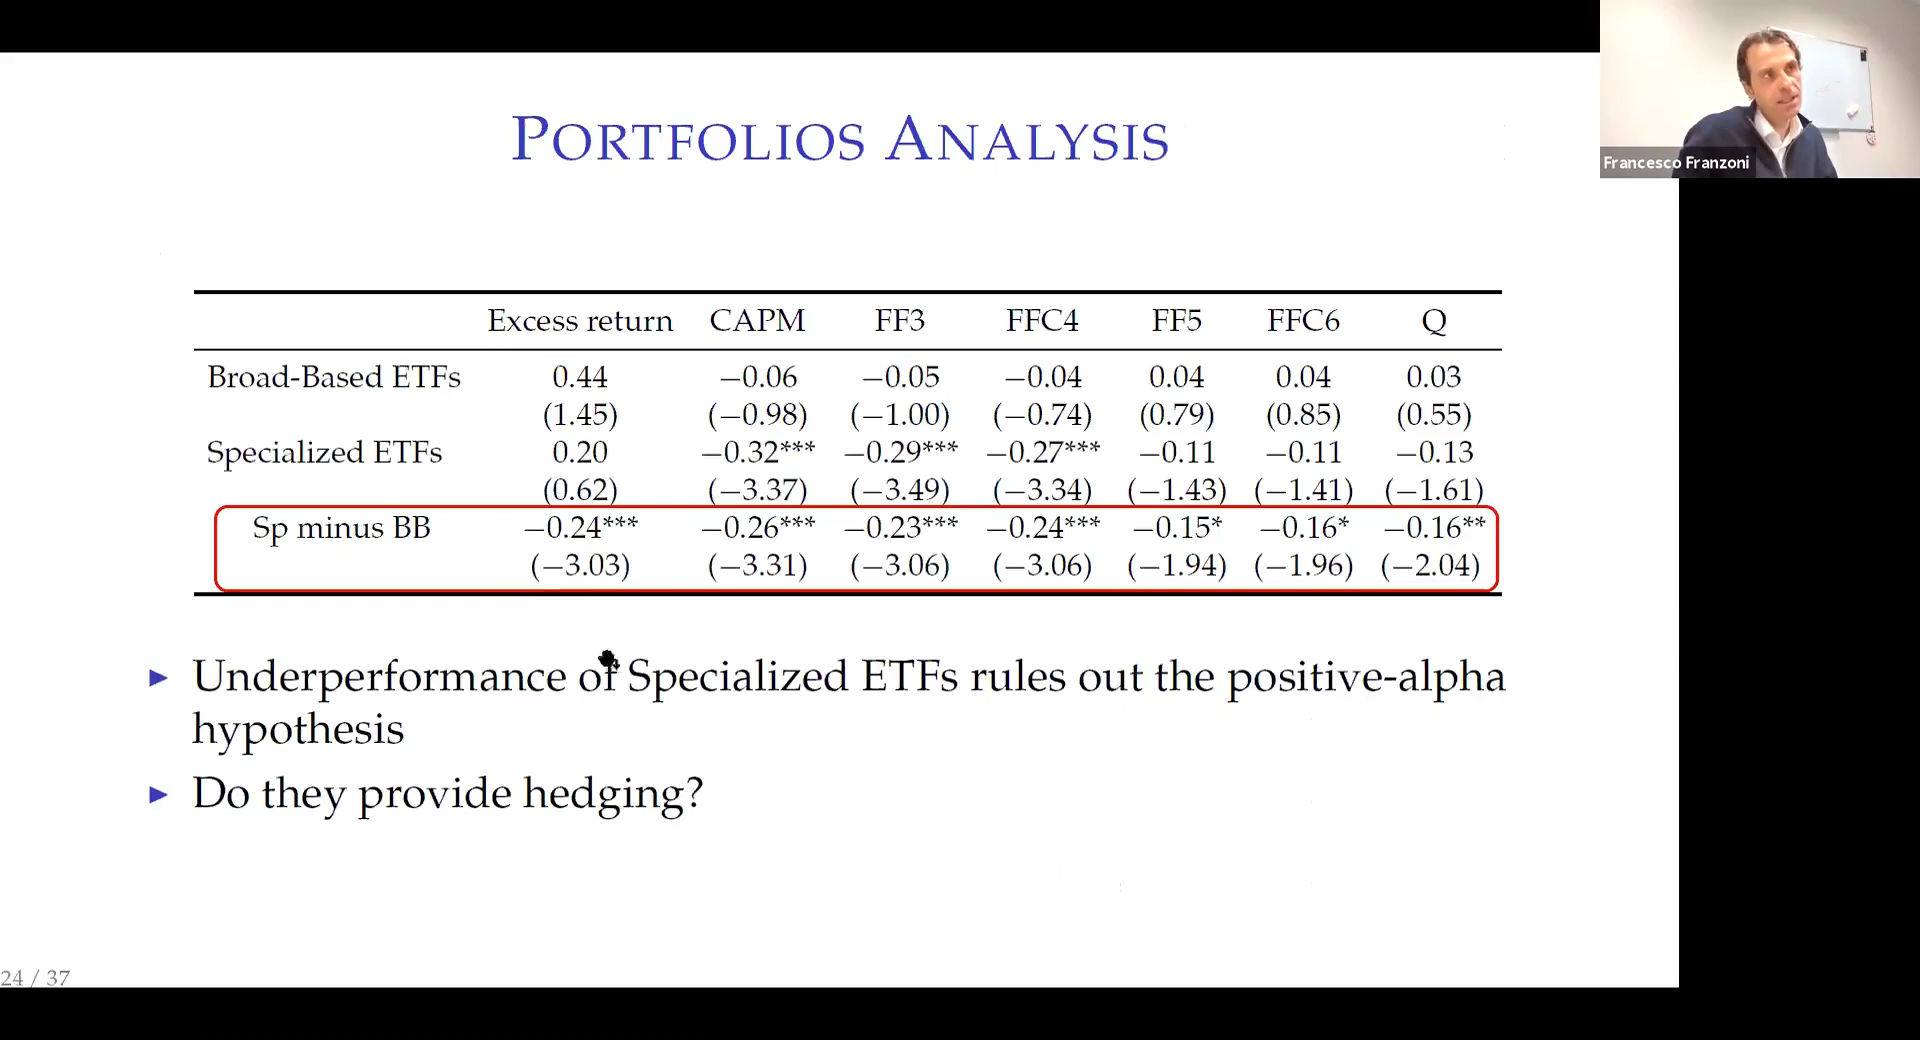 PORTFOLIOS ANALYSIS
Francesco Franzoni
Excess return CAPM FF3 FFC4 FF5 FFC6 Q
Broad-Based ETFs 0.44 −0.06 −0.05 −0.04 0.04 0.04 0.03
(1.45) (−0.98) (−1.00) (−0.74) (0.79) (0.85) (0.55)
Specialized ETFs 0.20 −0.32*** −0.29*** −0.27*** −0.11 −0.11 −0.13
(0.62) (−3.37) (−3.49) (−3.34) (−1.43) (−1.41) (−1.61)
Sp minus BB −0.24*** −0.26*** −0.23*** −0.24*** −0.15* −0.16* −0.16**
(−3.03) (−3.31) (−3.06) (−3.06) (−1.94) (−1.96) (−2.04)
Underperformance of Specialized ETFs rules out the positive-alpha
hypothesis
Do they provide hedging?
24 / 37